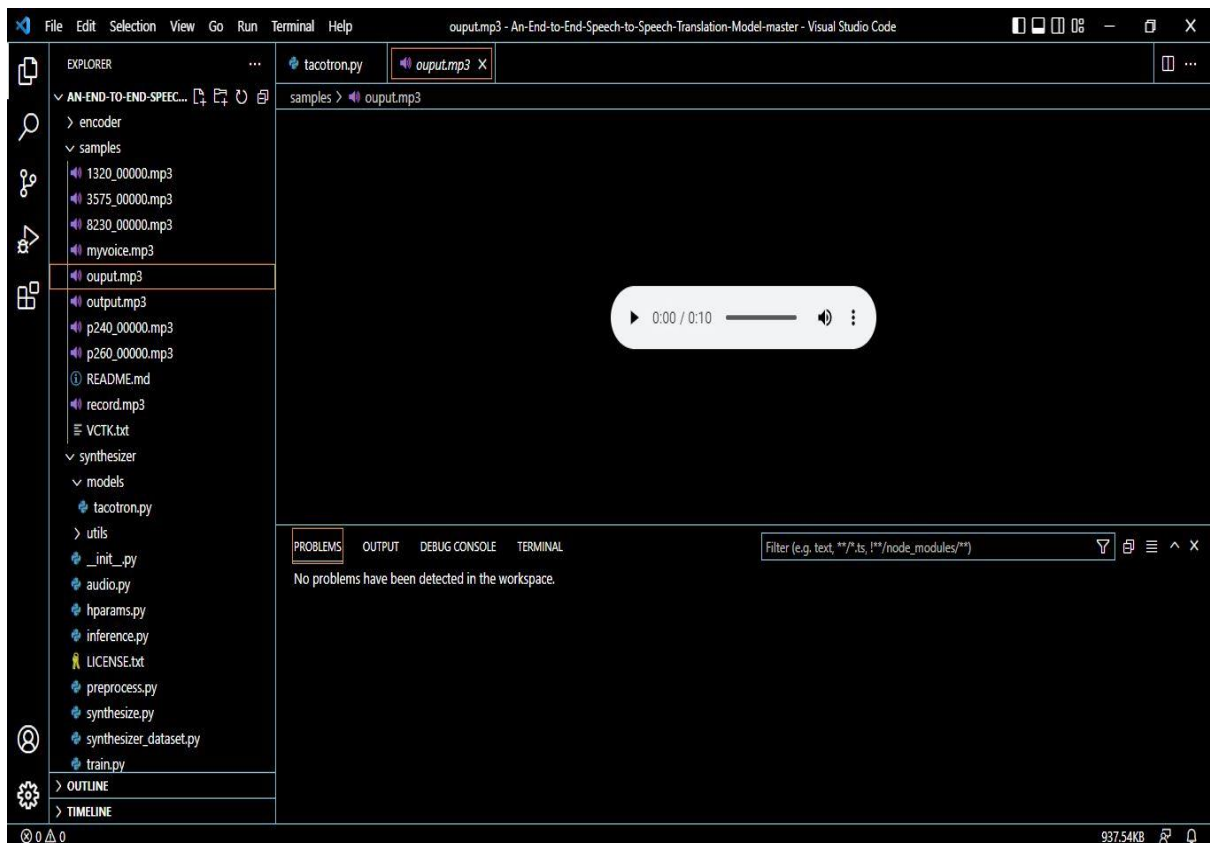 File Edit Selection View Go Run Terminal Help ouput.mp3 - An-End-to-End-Speech-to-Speech-Translation-Model-master - Visual Studio Code
EXPLORER
AN-END-TO-END-SPEEC...
encoder
samples
1320_00000.mp3
3575_00000.mp3
8230_00000.mp3
myvoice.mp3
ouput.mp3
output.mp3
p240_00000.mp3
p260_00000.mp3
README.md
record.mp3
VCTK.txt
synthesizer
models
tacotron.py
utils
__init__.py
audio.py
hparams.py
inference.py
LICENSE.txt
preprocess.py
synthesize.py
synthesizer_dataset.py
train.py
OUTLINE
TIMELINE
tacotron.py ouput.mp3
samples > ouput.mp3
0:00 / 0:10
PROBLEMS OUTPUT DEBUG CONSOLE TERMINAL Filter (e.g. text, **/*.ts, !**/node_modules/**)
No problems have been detected in the workspace.
0 0 937.54KB